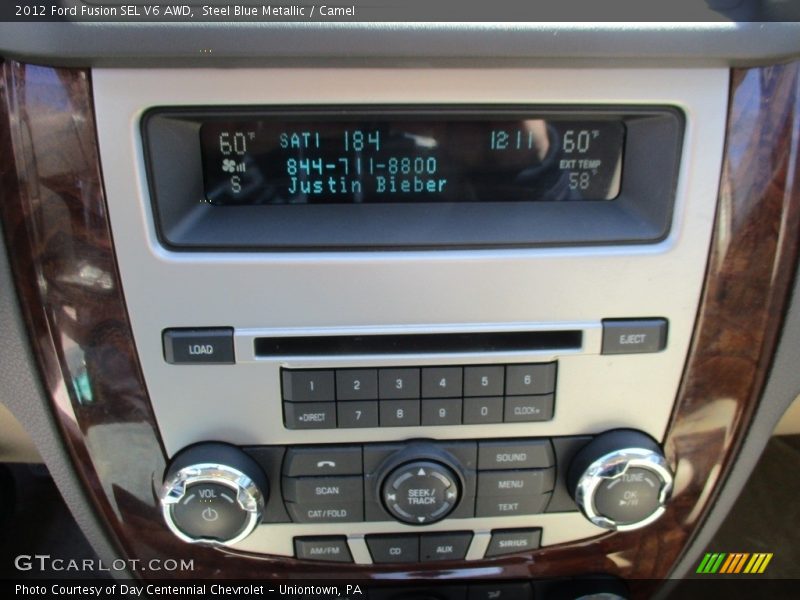 2012 Ford Fusion SEL V6 AWD, Steel Blue Metallic / Camel
60°F SAT1 184 12:11 60°F
844-711-8800 EXT TEMP
S Justin Bieber 58°
LOAD EJECT
1 2 3 4 5 6
•DIRECT 7 8 9 0 CLOCK•
SOUND
VOL SCAN SEEK/ MENU TUNE
TRACK OK
CAT/FOLD TEXT ►/II
AM/FM CD AUX SIRIUS
GTCARLOT.COM
Photo Courtesy of Day Centennial Chevrolet - Uniontown, PA